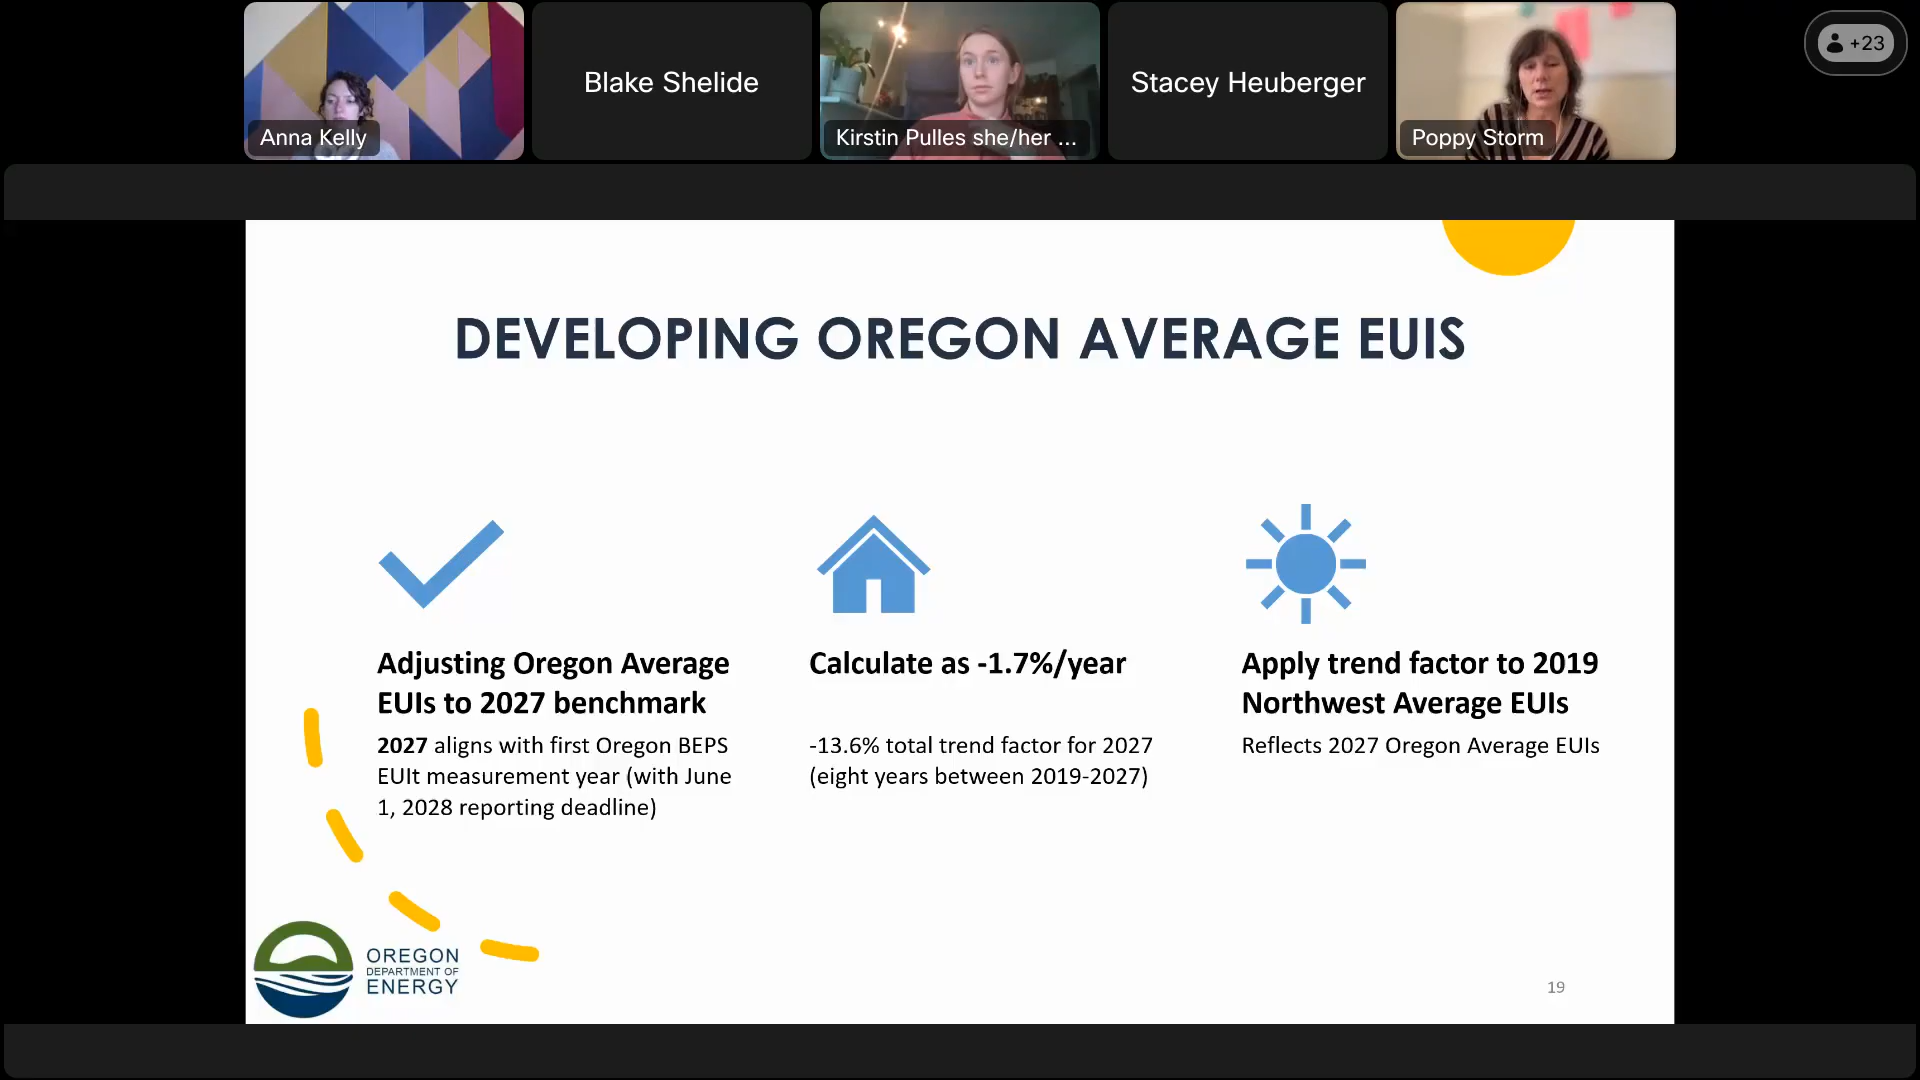 Anna Kelly
Blake Shelide
Kirstin Pulles she/her ...
Stacey Heuberger
Poppy Storm
+23
DEVELOPING OREGON AVERAGE EUIS
Adjusting Oregon Average
EUIs to 2027 benchmark
2027 aligns with first Oregon BEPS
EUIt measurement year (with June
1, 2028 reporting deadline)
Calculate as -1.7%/year
-13.6% total trend factor for 2027
(eight years between 2019-2027)
Apply trend factor to 2019
Northwest Average EUIs
Reflects 2027 Oregon Average EUIs
OREGON
DEPARTMENT OF
ENERGY
19